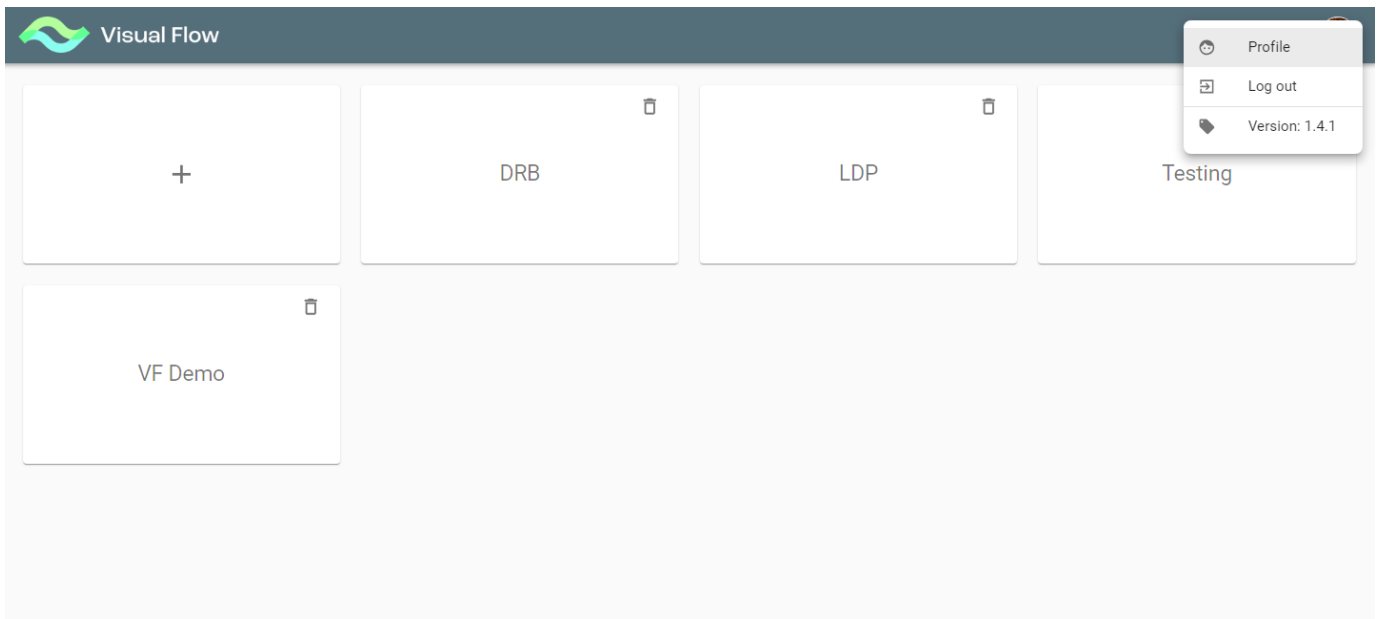 Visual Flow
Profile
Log out
Version: 1.4.1
+
DRB
LDP
Testing
VF Demo